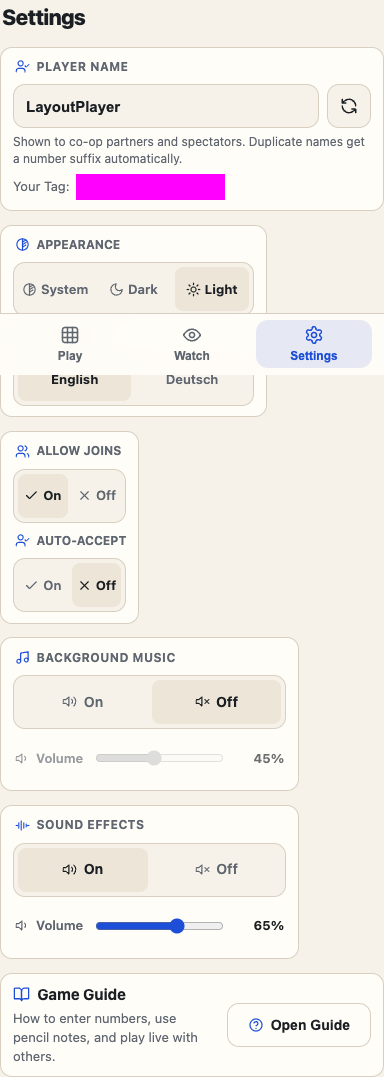 Settings
PLAYER NAME
LayoutPlayer
Shown to co-op partners and spectators. Duplicate names get
a number suffix automatically.
Your Tag:
APPEARANCE
System Dark Light
Play Watch Settings
English Deutsch
ALLOW JOINS
On Off
AUTO-ACCEPT
On Off
BACKGROUND MUSIC
On Off
Volume 45%
SOUND EFFECTS
On Off
Volume 65%
Game Guide
How to enter numbers, use
pencil notes, and play live with
others.
Open Guide